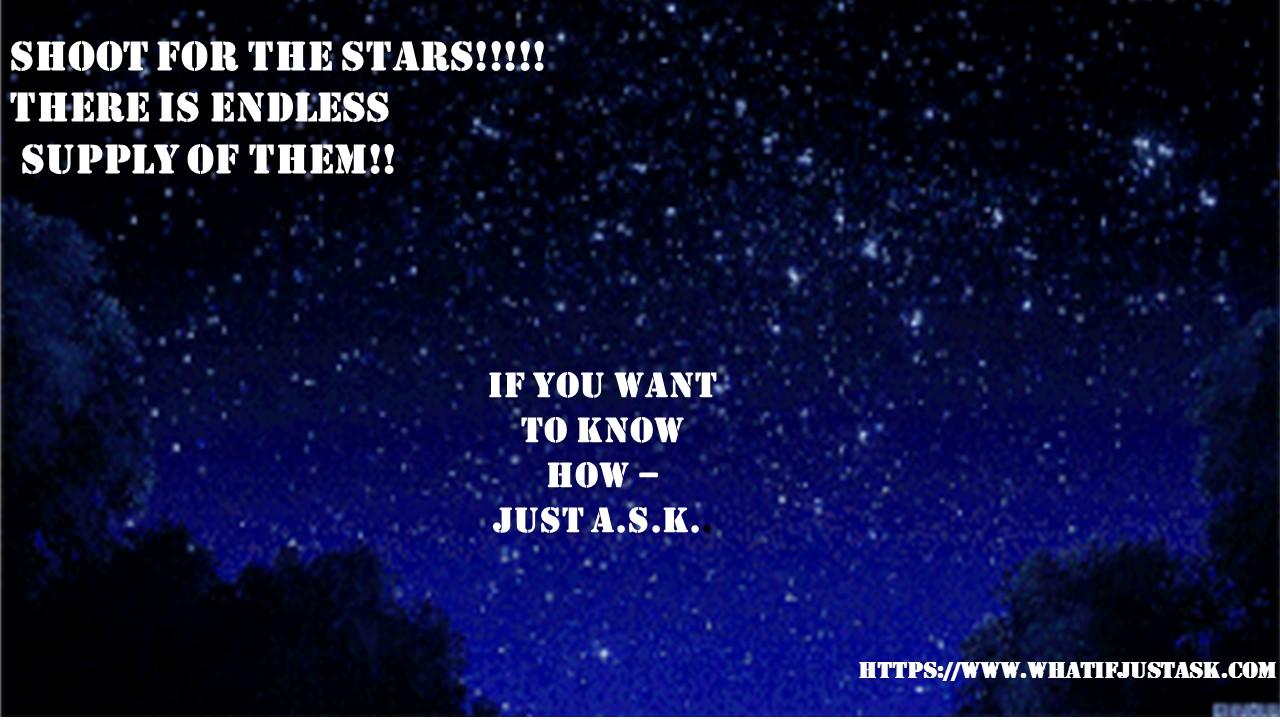 SHOOT FOR THE STARS!!!!!
THERE IS ENDLESS
SUPPLY OF THEM!!
IF YOU WANT
TO KNOW
HOW –
JUST A.S.K..
HTTPS://WWW.WHATIFJUSTASK.COM